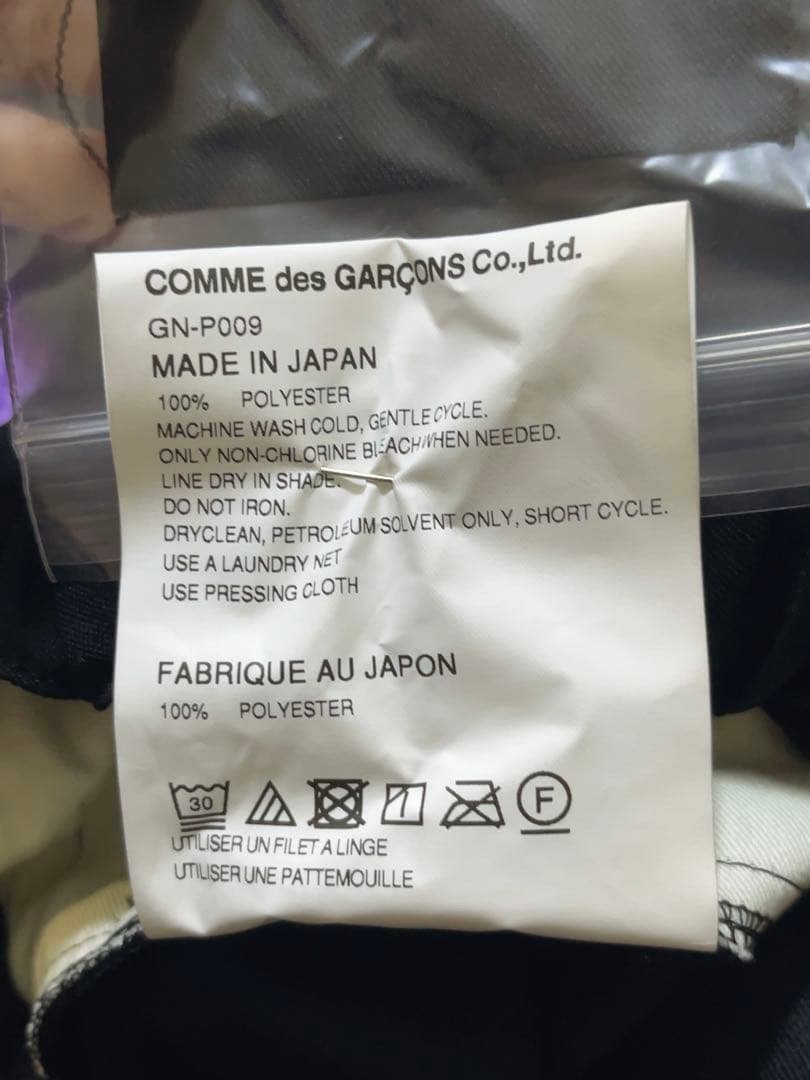 COMME des GARÇONS Co.,Ltd.
GN-P009
MADE IN JAPAN
100% POLYESTER
MACHINE WASH COLD, GENTLE CYCLE.
ONLY NON-CHLORINE BLEACH WHEN NEEDED.
LINE DRY IN SHADE.
DO NOT IRON.
DRYCLEAN, PETROLEUM SOLVENT ONLY, SHORT CYCLE.
USE A LAUNDRY NET
USE PRESSING CLOTH
FABRIQUE AU JAPON
100% POLYESTER
30 F
UTILISER UN FILET A LINGE
UTILISER UNE PATTEMOUILLE